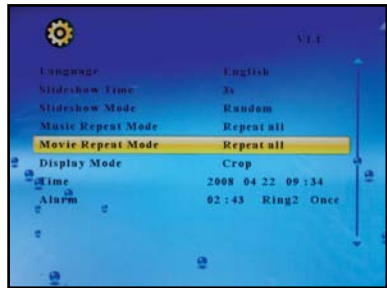 V1.1
Language English
Slideshow Time 3s
Slideshow Mode Random
Music Repeat Mode Repeat all
Movie Repeat Mode Repeat all
Display Mode Crop
Time 2008 04 22 09:34
Alarm 02:43 Ring2 Once